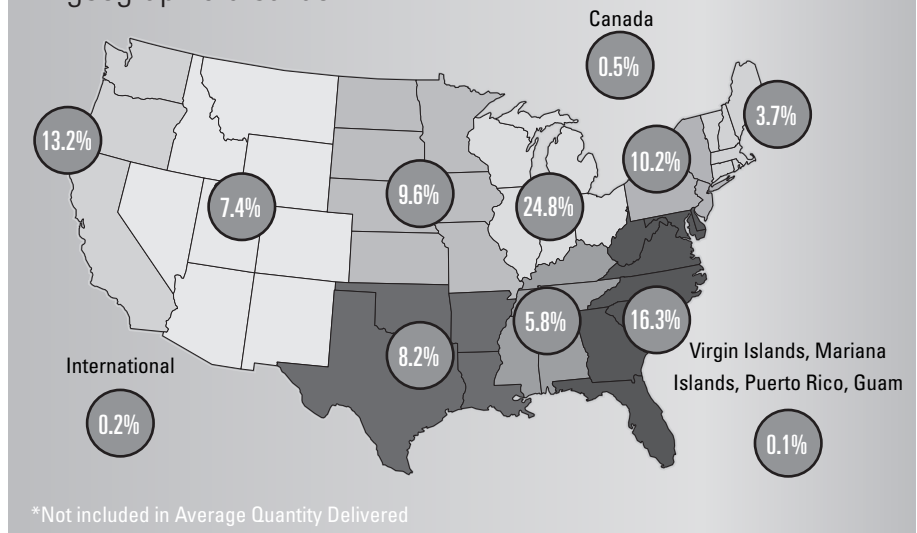 Canada
0.5%
3.7%
13.2%
10.2%
9.6%
7.4%
24.8%
5.8%
16.3%
8.2%
Virgin Islands, Mariana
Islands, Puerto Rico, Guam
International
0.2%
0.1%
*Not included in Average Quantity Delivered